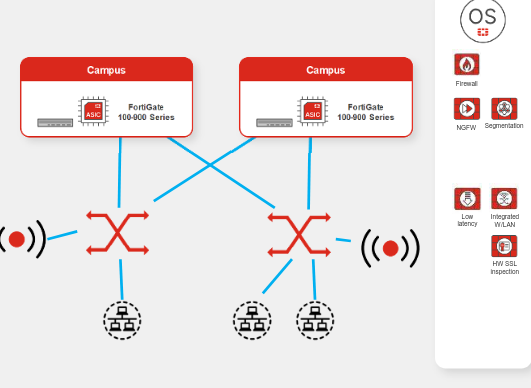 Campus
ASIC
FortiGate
100-900 Series
Campus
ASIC
FortiGate
100-900 Series
OS
Firewall
NGFW
Segmentation
Low
latency
Integrated
W/LAN
HW SSL
inspection